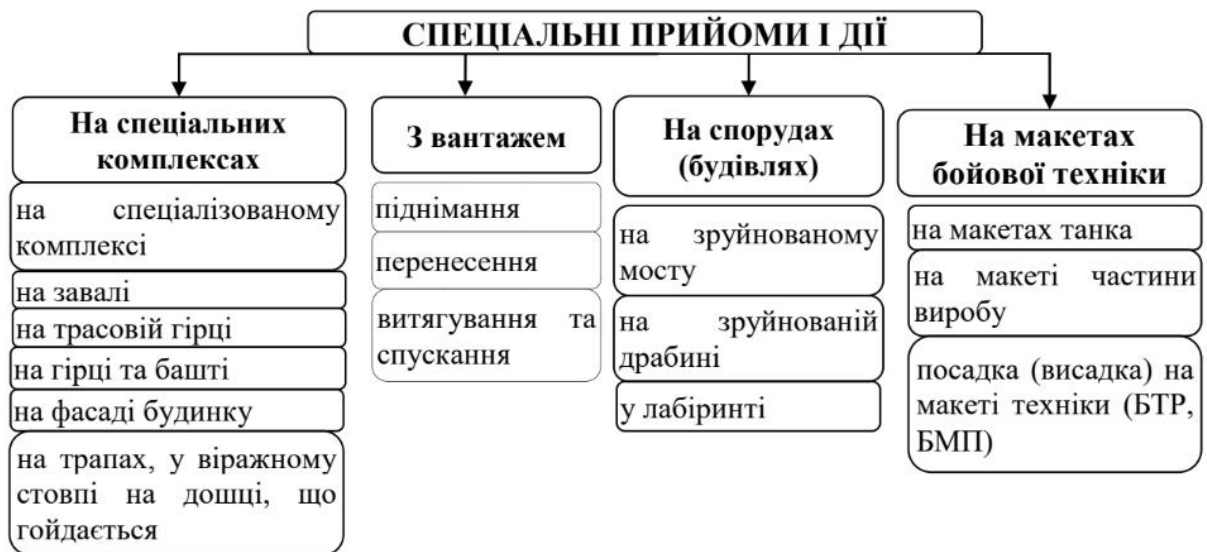 СПЕЦІАЛЬНІ ПРИЙОМИ І ДІЇ
На спеціальних
комплексах
на спеціалізованому
комплексі
на завалі
на трасовій гірці
на гірці та башті
на фасаді будинку
на трапах, у віражному
стовпі на дошці, що
гойдається
З вантажем
піднімання
перенесення
витягування та
спускання
На спорудах
(будівлях)
на зруйнованому
мосту
на зруйнованій
драбині
у лабіринті
На макетах
бойової техніки
на макетах танка
на макеті частини
виробу
посадка (висадка) на
макеті техніки (БТР,
БМП)